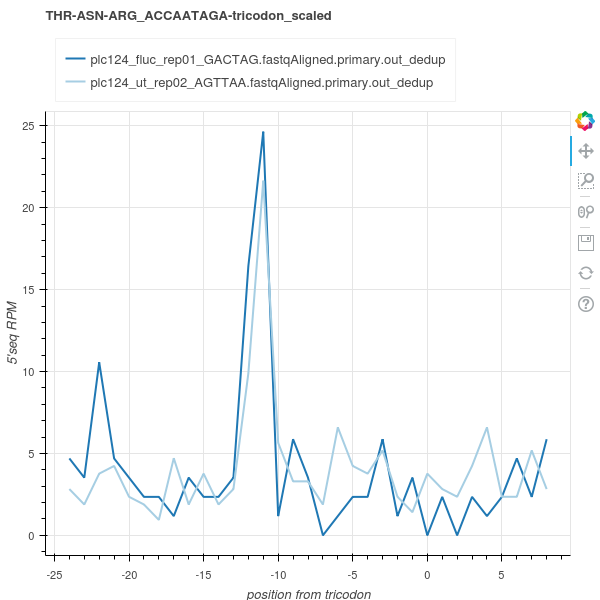 THR-ASN-ARG_ACCAATAGA-tricodon_scaled
plc124_fluc_rep01_GACTAG.fastqAligned.primary.out_dedup
plc124_ut_rep02_AGTTAA.fastqAligned.primary.out_dedup
25
20
15
10
5
0
5'seq RPM
-25 -20 -15 -10 -5 0 5
position from tricodon